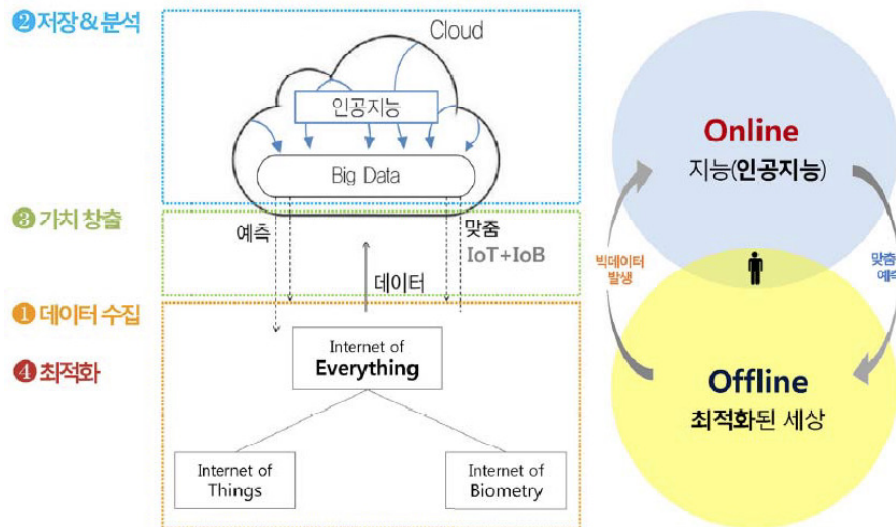 ❷저장&분석
Cloud
인공지능
Big Data
❸가치 창출
예측
맞춤
IoT+IoB
데이터
❶데이터 수집
❹최적화
Internet of
Everything
Internet of
Things
Internet of
Biometry
Online
지능(인공지능)
빅데이터
발생
맞춤
Offline
최적화된 세상